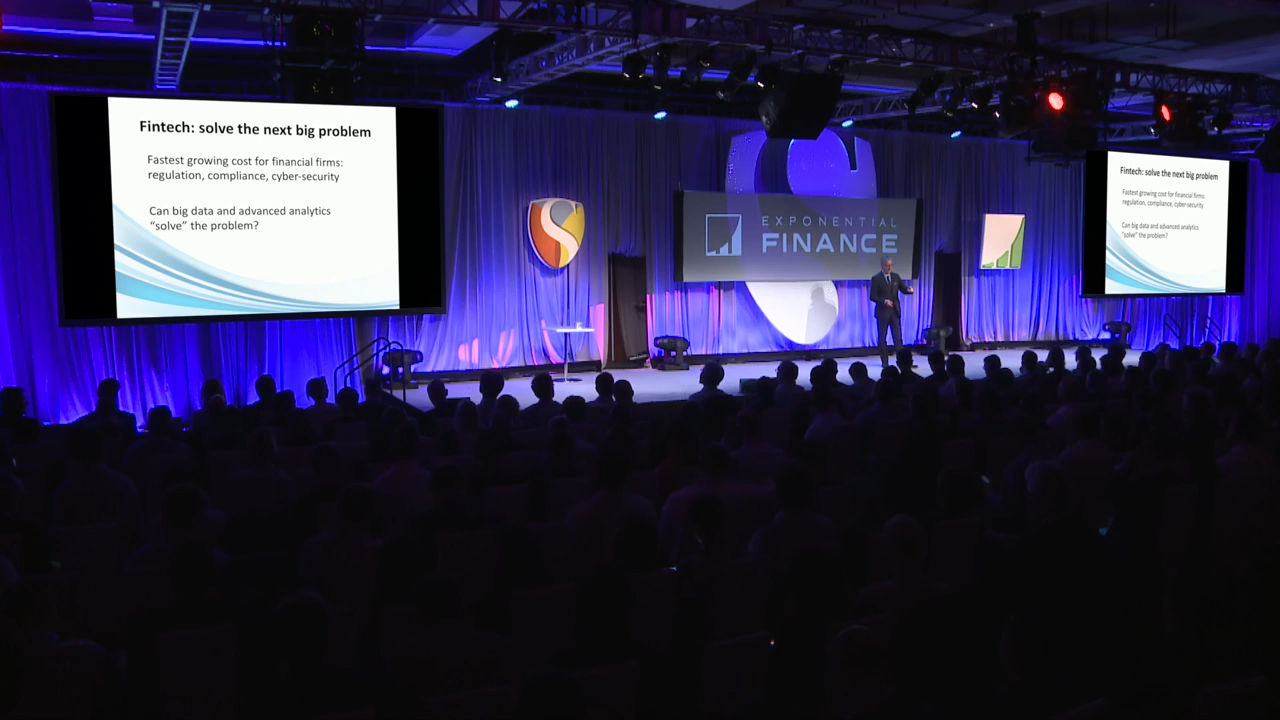 Fintech: solve the next big problem
Fastest growing cost for financial firms:
regulation, compliance, cyber-security
Can big data and advanced analytics
“solve” the problem?
EXPONENTIAL
FINANCE
Fintech: solve the next big problem
Fastest growing cost for financial firms:
regulation, compliance, cyber-security
Can big data and advanced analytics
“solve” the problem?